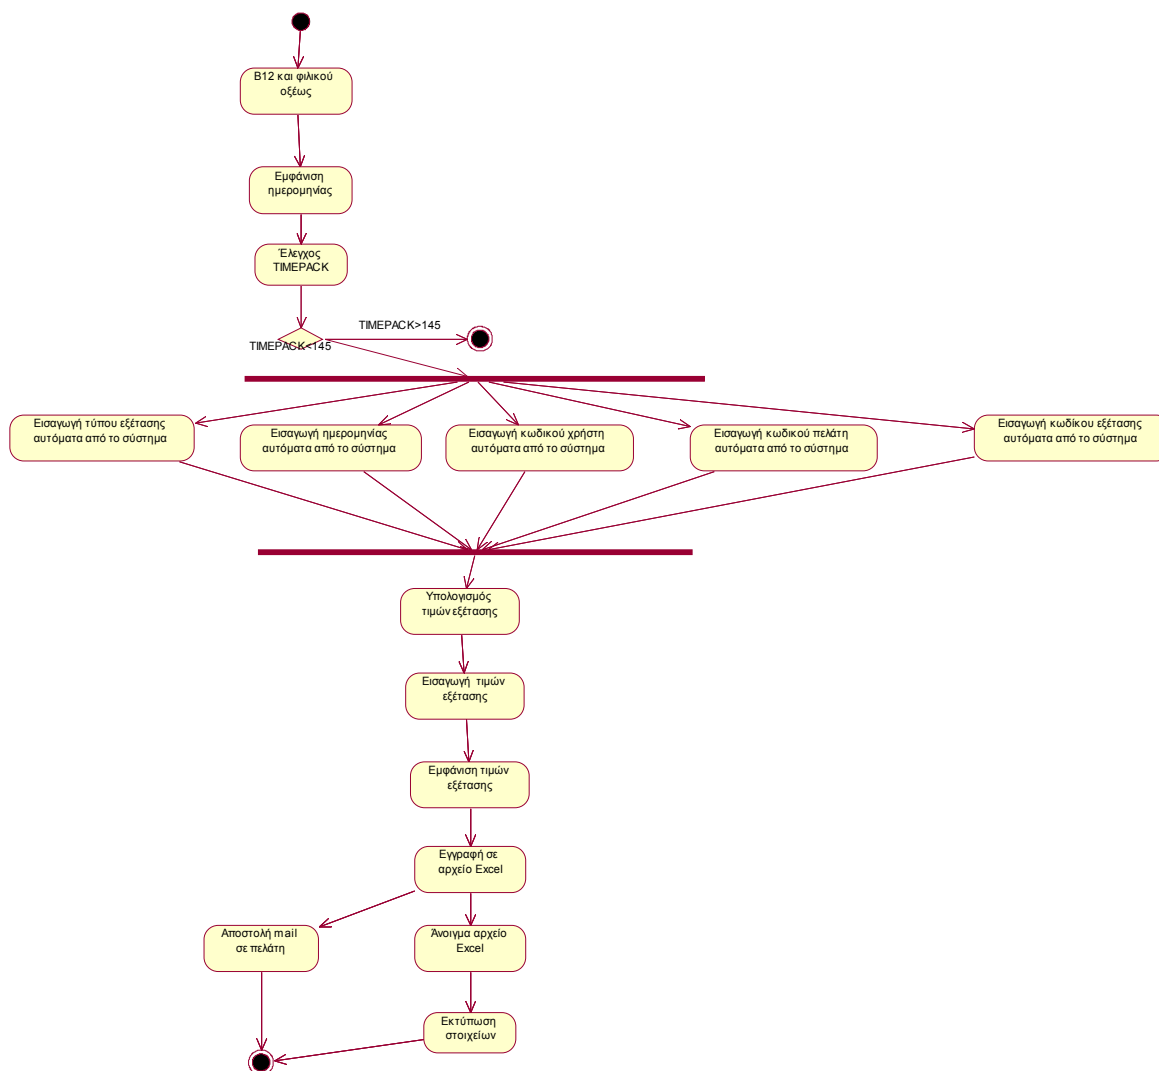 Β12 και φιλικού
οξέως
Εμφάνιση
ημερομηνίας
Έλεγχος
TIMEPACK
TIMEPACK>145
TIMEPACK<145
Εισαγωγή τύπου εξέτασης
αυτόματα από το σύστημα
Εισαγωγή ημερομηνίας
αυτόματα από το σύστημα
Εισαγωγή κωδικού χρήστη
αυτόματα από το σύστημα
Εισαγωγή κωδικού πελάτη
αυτόματα από το σύστημα
Εισαγωγή κωδίκου εξέτασης
αυτόματα από το σύστημα
Υπολογισμός
τιμών εξέτασης
Εισαγωγή τιμών
εξέτασης
Εμφάνιση τιμών
εξέτασης
Εγγραφή σε
αρχείο Excel
Αποστολή mail
σε πελάτη
Άνοιγμα αρχείο
Excel
Εκτύπωση
στοιχείων